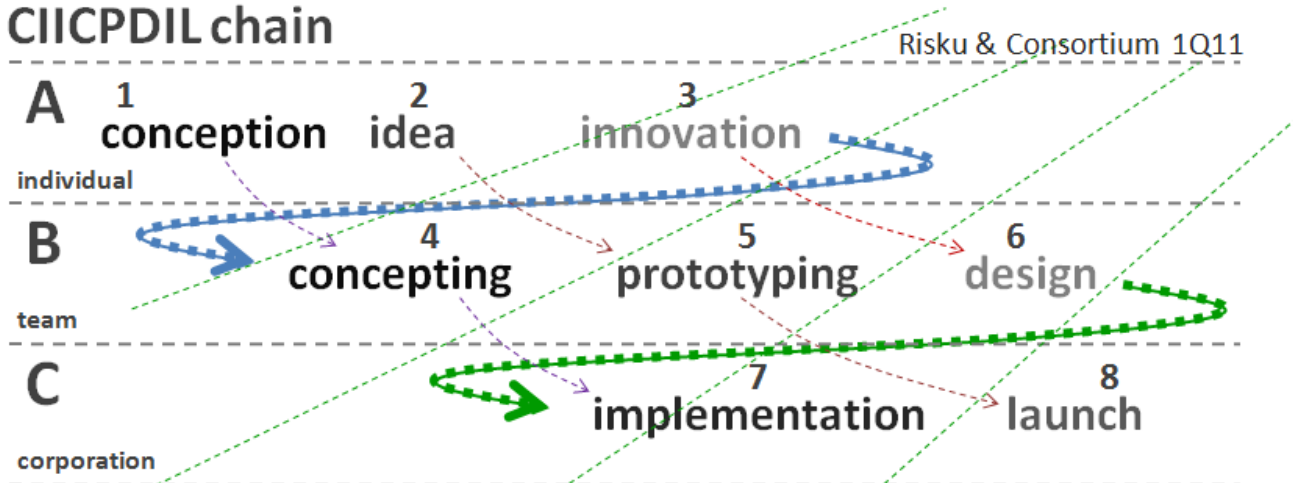 CIICPDIL chain
Risku & Consortium 1Q11
A
1 2 3
conception idea innovation
individual
B
4 5 6
concepting prototyping design
team
C
7 8
implementation launch
corporation